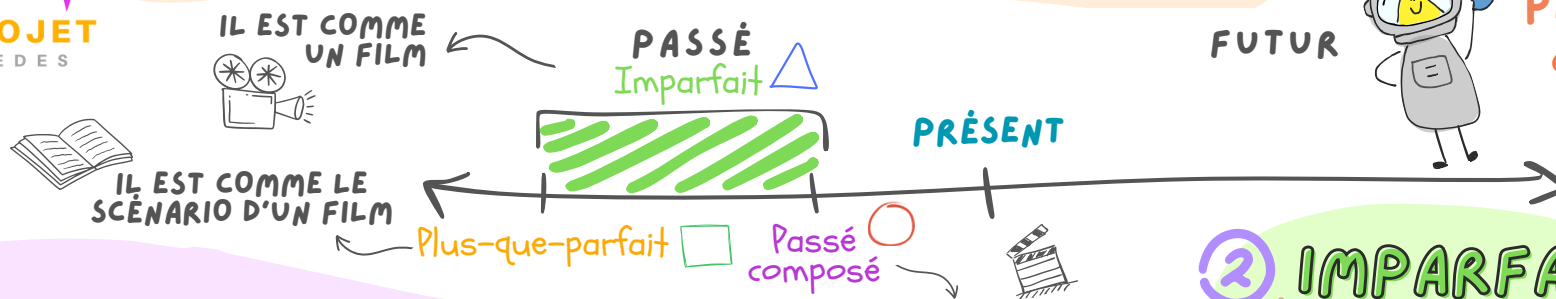 OJET
EDES
IL EST COMME
UN FILM
PASSÉ
Imparfait
FUTUR
PRÉSENT
IL EST COMME LE
SCÉNARIO D'UN FILM
Plus-que-parfait
Passé
composé
2 IMPARFA